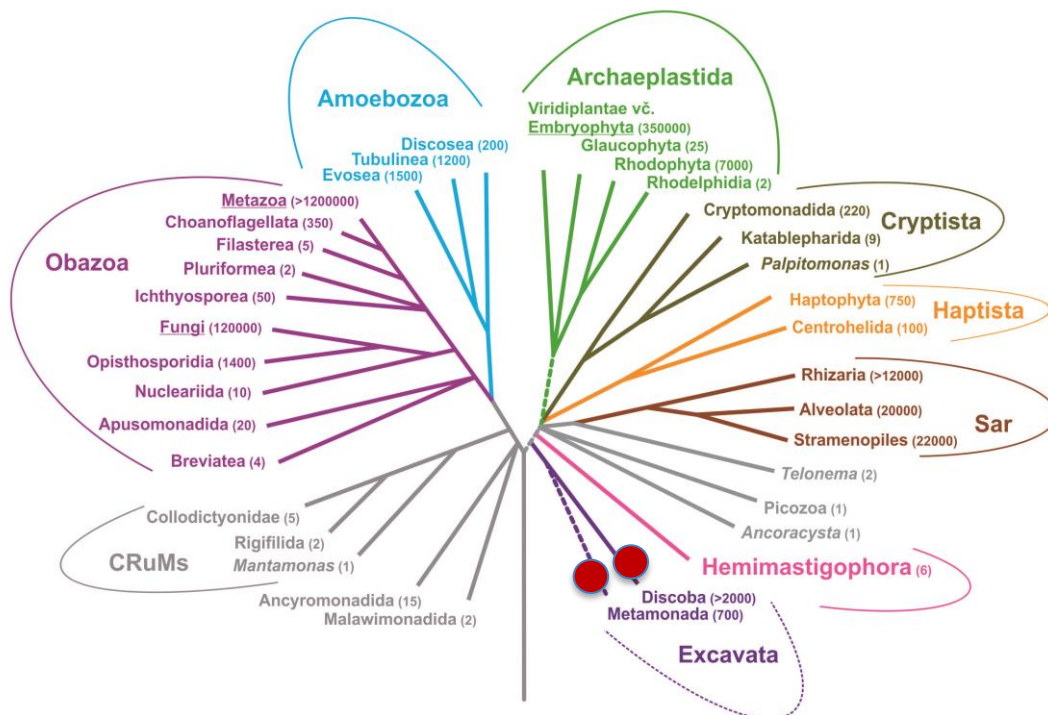 Amoebozoa
Discosea (200)
Tubulinea (1200)
Evosea (1500)
Archaeplastida
Viridiplantae vč.
Embryophyta (350000)
Glaucophyta (25)
Rhodophyta (7000)
Rhodelphidia (2)
Obazoa
Metazoa (>1200000)
Choanoflagellata (350)
Filasterea (5)
Pluriformea (2)
Ichthyosporea (50)
Fungi (120000)
Opisthosporidia (1400)
Nucleariida (10)
Apusomonadida (20)
Breviatea (4)
Cryptomonadida (220)
Katablepharida (9)
Palpitomonas (1)
Cryptista
Haptophyta (750)
Centrohelida (100)
Haptista
Rhizaria (>12000)
Alveolata (20000)
Stramenopiles (22000)
Sar
Telonema (2)
Picozoa (1)
Ancoracysta (1)
Collodictyonidae (5)
Rigifilida (2)
Mantamonas (1)
CRuMs
Ancyromonadida (15)
Malawimonadida (2)
Hemimastigophora (6)
Discoba (>2000)
Metamonada (700)
Excavata